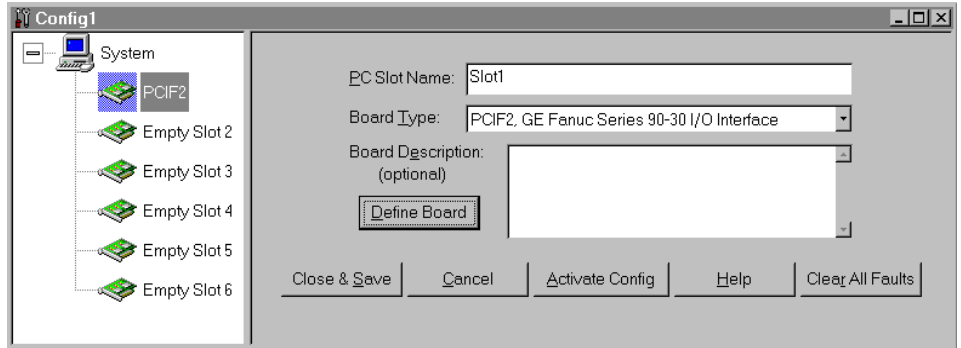 Config1
System
PCIF2
Empty Slot 2
Empty Slot 3
Empty Slot 4
Empty Slot 5
Empty Slot 6
PC Slot Name: Slot1
Board Type: PCIF2, GE Fanuc Series 90-30 I/O Interface
Board Description:
(optional)
Define Board
Close & Save Cancel Activate Config Help Clear All Faults